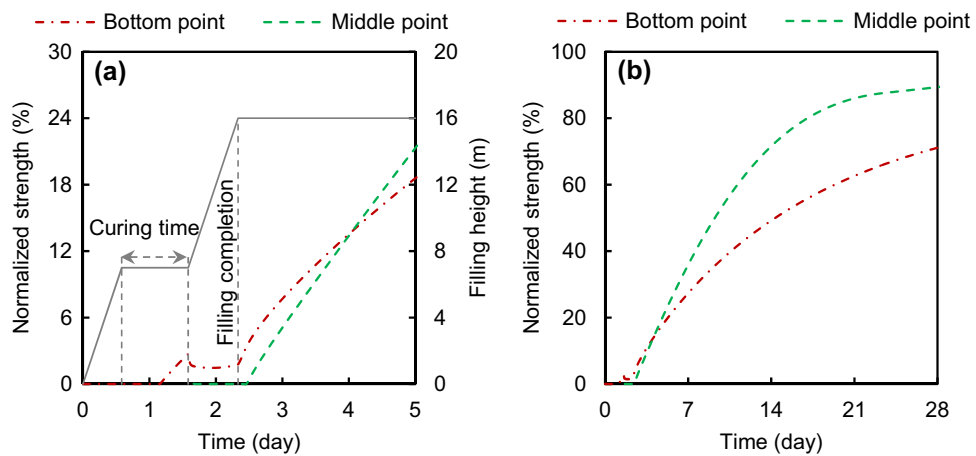 Bottom point
Middle point
(a)
Normalized strength (%)
30
24
18
12
6
0
Curing time
Filling completion
20
16
12
8
4
0
Filling height (m)
0 1 2 3 4 5
Time (day)
Bottom point
Middle point
(b)
Normalized strength (%)
100
80
60
40
20
0
0 7 14 21 28
Time (day)